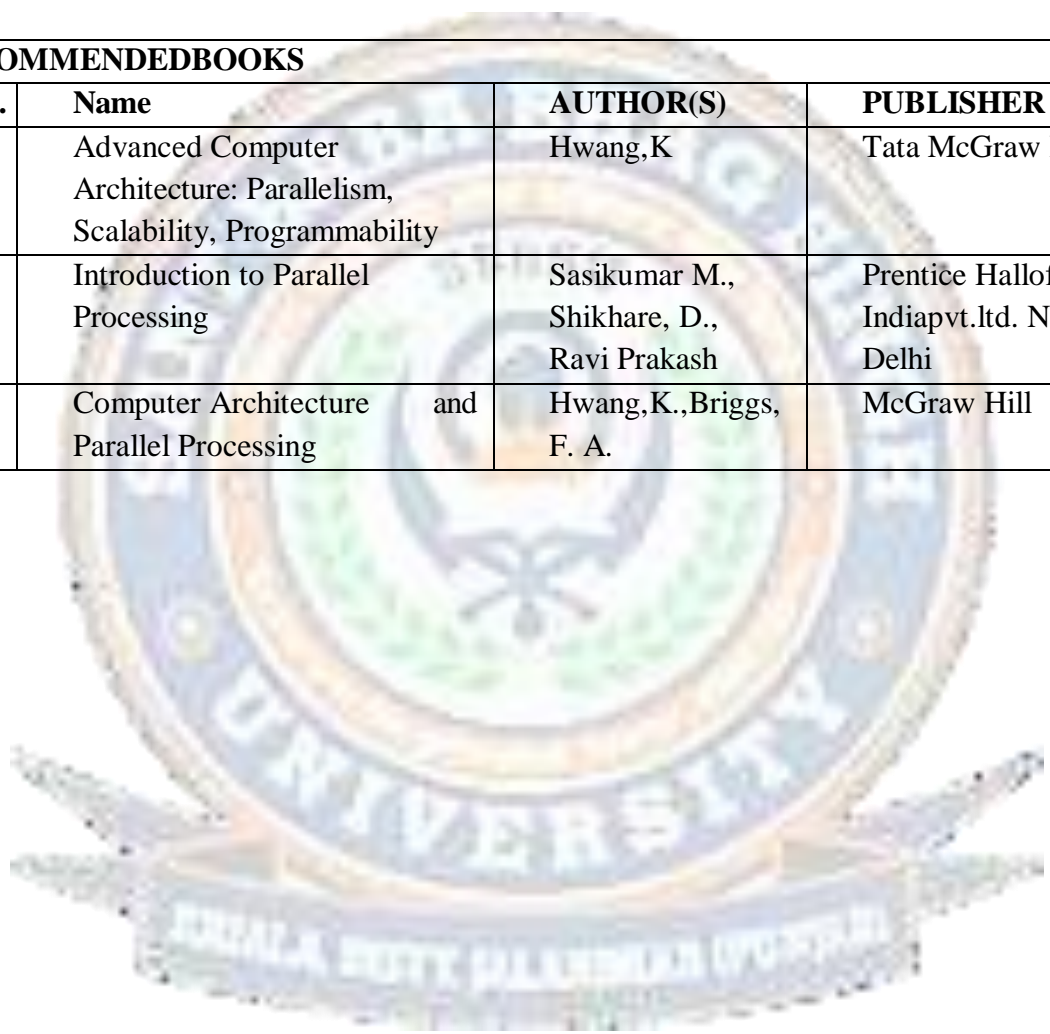 OMMENDEDBOOKS
. Name AUTHOR(S) PUBLISHER
Advanced Computer Hwang,K Tata McGraw
Architecture: Parallelism,
Scalability, Programmability
Introduction to Parallel Sasikumar M., Prentice Hallof
Processing Shikhare, D., Indiapvt.ltd. N
Ravi Prakash Delhi
Computer Architecture and Hwang,K.,Briggs, McGraw Hill
Parallel Processing F. A.
UNIVERSITY